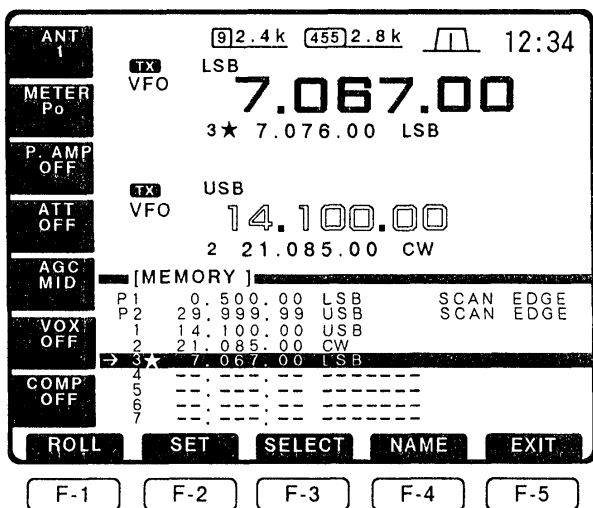 ANT 1
[9]2.4k [455]2.8k 12:34
TX LSB
VFO 7.067.00
METER Po
3★ 7.076.00 LSB
P. AMP OFF
TX USB
VFO 14.100.00
ATT OFF
2 21.085.00 CW
AGC MID
[MEMORY]
P1 0.500.00 LSB SCAN EDGE
P2 29.999.99 USB SCAN EDGE
1 14.100.00 USB
VOX OFF
2 21.085.00 CW
→ 3★ 7.067.00 LSB
COMP OFF
4 --.---.-- ------
5 --.---.-- ------
6 --.---.-- ------
7 --.---.-- ------
ROLL SET SELECT NAME EXIT
F-1 F-2 F-3 F-4 F-5